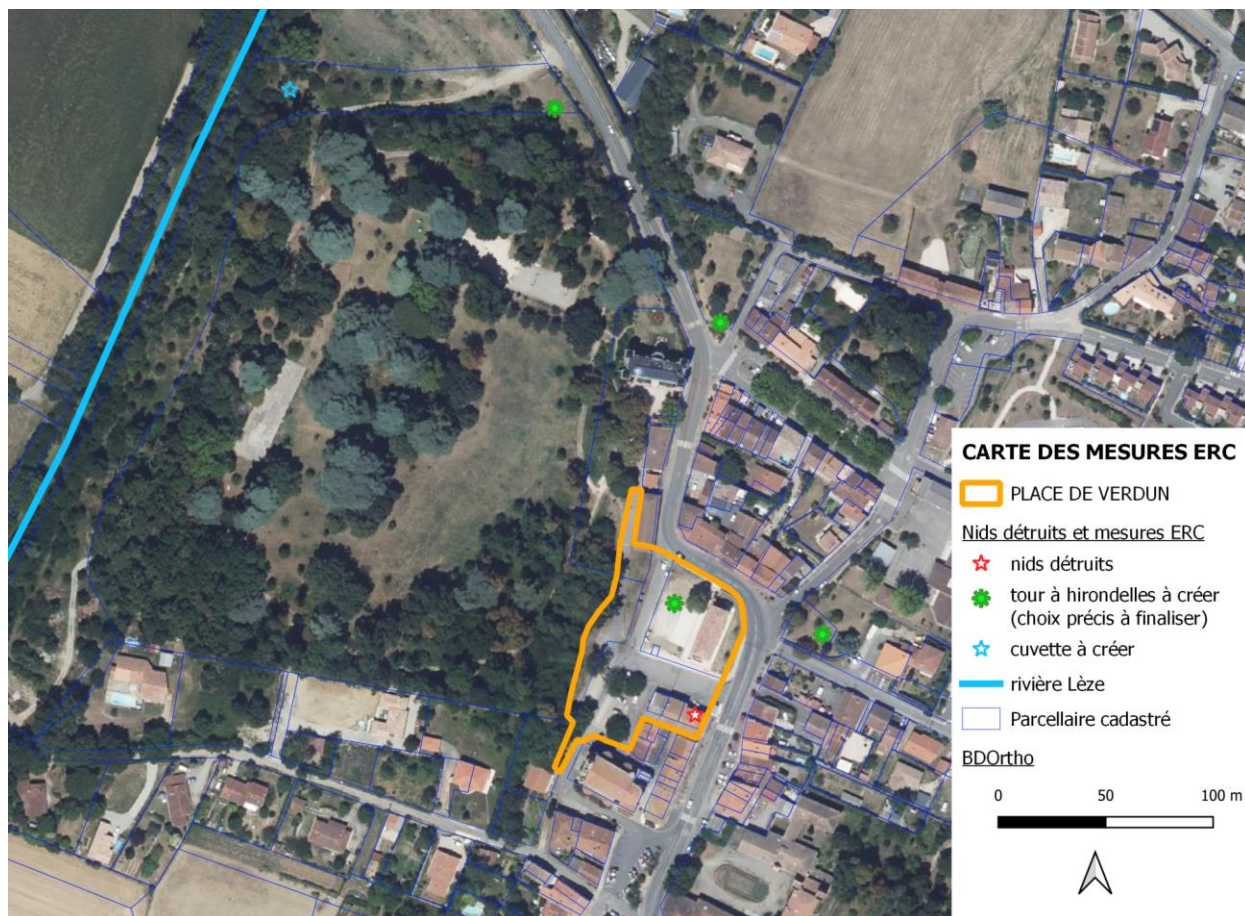 CARTE DES MESURES ERC
PLACE DE VERDUN
Nids détruits et mesures ERC
nids détruits
tour à hirondelles à créer
(choix précis à finaliser)
cuvette à créer
rivière Lèze
Parcellaire cadastré
BDOrtho
0 50 100 m